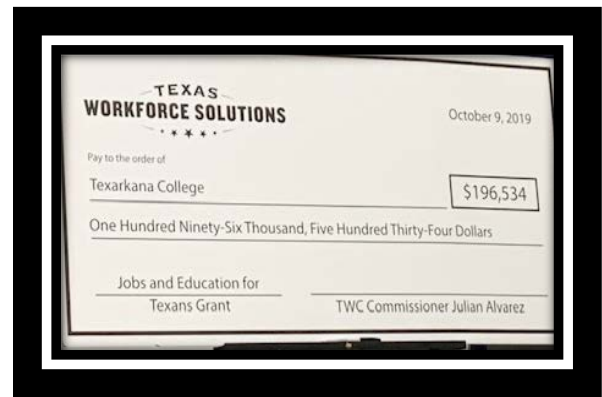 TEXAS
WORKFORCE SOLUTIONS
October 9, 2019
Pay to the order of
Texarkana College
$196,534
One Hundred Ninety-Six Thousand, Five Hundred Thirty-Four Dollars
Jobs and Education for
Texans Grant
TWC Commissioner Julian Alvarez